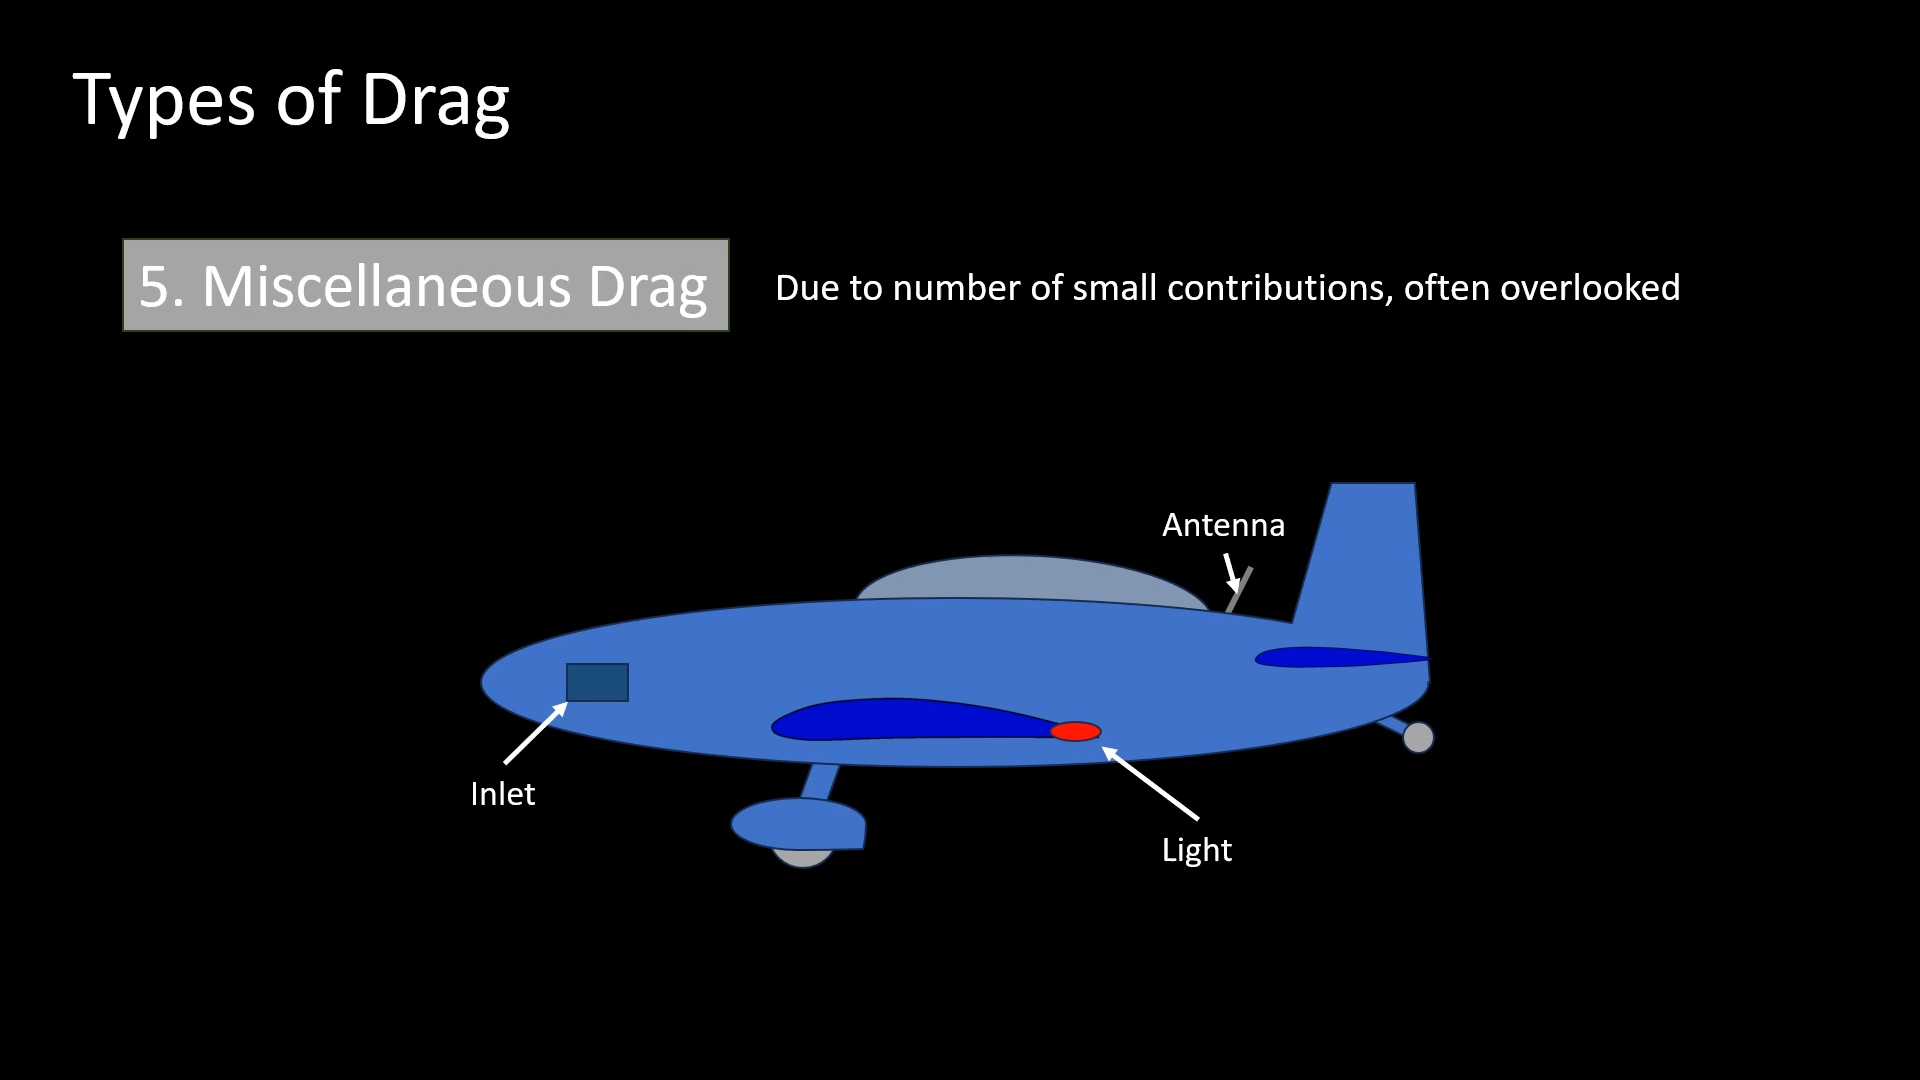 Types of Drag
5. Miscellaneous Drag
Due to number of small contributions, often overlooked
Antenna
Inlet
Light